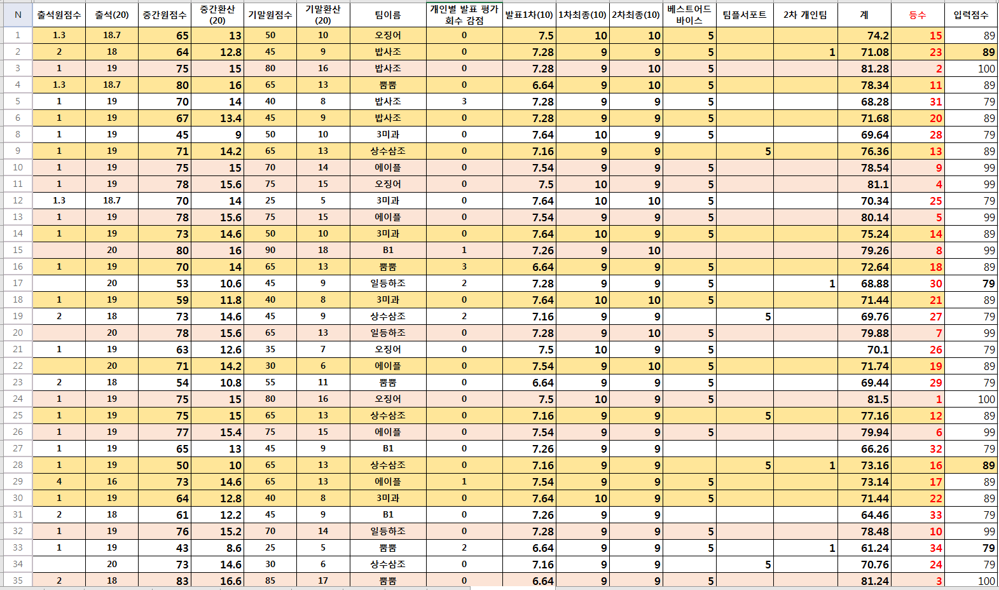 N 출석원점수 출석(20) 중간원점수 중간환산(20) 기말원점수 기말환산(20) 팀이름 개인별 발표 평가 회수 감점 발표1차(10) 1차최종(10) 2차최종(10) 베스트어드바이스 팀플서포트 2차 개인팀 계 등수 입력점수
1 1.3 18.7 65 13 50 10 오징어 0 7.5 10 10 5 74.2 15 89
2 2 18 64 12.8 45 9 밥사조 0 7.28 9 9 5 1 71.08 23 89
3 1 19 75 15 80 16 밥사조 0 7.28 9 10 5 81.28 2 100
4 1.3 18.7 80 16 65 13 뿜뿜 0 6.64 9 10 5 78.34 11 89
5 1 19 70 14 40 8 밥사조 3 7.28 9 9 5 68.28 31 79
6 1 19 67 13.4 45 9 밥사조 0 7.28 9 9 5 71.68 20 89
8 1 19 45 9 50 10 3미과 0 7.64 10 9 5 69.64 28 79
9 1 19 71 14.2 65 13 상수삼조 0 7.16 9 9 5 76.36 13 89
10 1 19 75 15 70 14 에이플 0 7.54 9 9 5 78.54 9 99
11 1 19 78 15.6 75 15 오징어 0 7.5 10 9 5 81.1 4 99
12 1.3 18.7 70 14 25 5 3미과 0 7.64 10 10 5 70.34 25 79
13 1 19 78 15.6 75 15 에이플 0 7.54 9 9 5 80.14 5 99
14 1 19 73 14.6 50 10 3미과 0 7.64 10 9 5 75.24 14 89
15 20 80 16 90 18 B1 1 7.26 9 10 79.26 8 99
16 1 19 70 14 65 13 뿜뿜 3 6.64 9 9 5 72.64 18 89
17 20 53 10.6 45 9 일등하조 2 7.28 9 9 5 1 68.88 30 79
18 1 19 59 11.8 40 8 3미과 0 7.64 10 10 5 71.44 21 89
19 2 18 73 14.6 45 9 상수삼조 2 7.16 9 9 5 69.76 27 79
20 20 78 15.6 65 13 일등하조 0 7.28 9 10 5 79.88 7 99
21 1 19 63 12.6 35 7 오징어 0 7.5 10 9 5 70.1 26 79
22 20 71 14.2 30 6 에이플 0 7.54 9 10 5 71.74 19 89
23 2 18 54 10.8 55 11 뿜뿜 0 6.64 9 9 5 69.44 29 79
24 1 19 75 15 80 16 오징어 0 7.5 10 9 5 81.5 1 100
25 1 19 75 15 65 13 상수삼조 0 7.16 9 9 5 77.16 12 89
26 1 19 77 15.4 75 15 에이플 0 7.54 9 9 5 79.94 6 99
27 1 19 65 13 45 9 B1 0 7.26 9 9 66.26 32 79
28 1 19 50 10 65 13 상수삼조 0 7.16 9 9 5 1 73.16 16 89
29 4 16 73 14.6 65 13 에이플 1 7.54 9 9 5 73.14 17 89
30 1 19 64 12.8 40 8 3미과 0 7.64 10 9 5 71.44 22 89
31 2 18 61 12.2 45 9 B1 0 7.26 9 9 64.46 33 79
32 1 19 76 15.2 70 14 일등하조 0 7.28 9 9 5 78.48 10 99
33 1 19 43 8.6 25 5 뿜뿜 2 6.64 9 9 5 1 61.24 34 79
34 20 73 14.6 30 6 상수삼조 0 7.16 9 9 5 70.76 24 79
35 2 18 83 16.6 85 17 뿜뿜 0 6.64 9 9 5 81.24 3 100